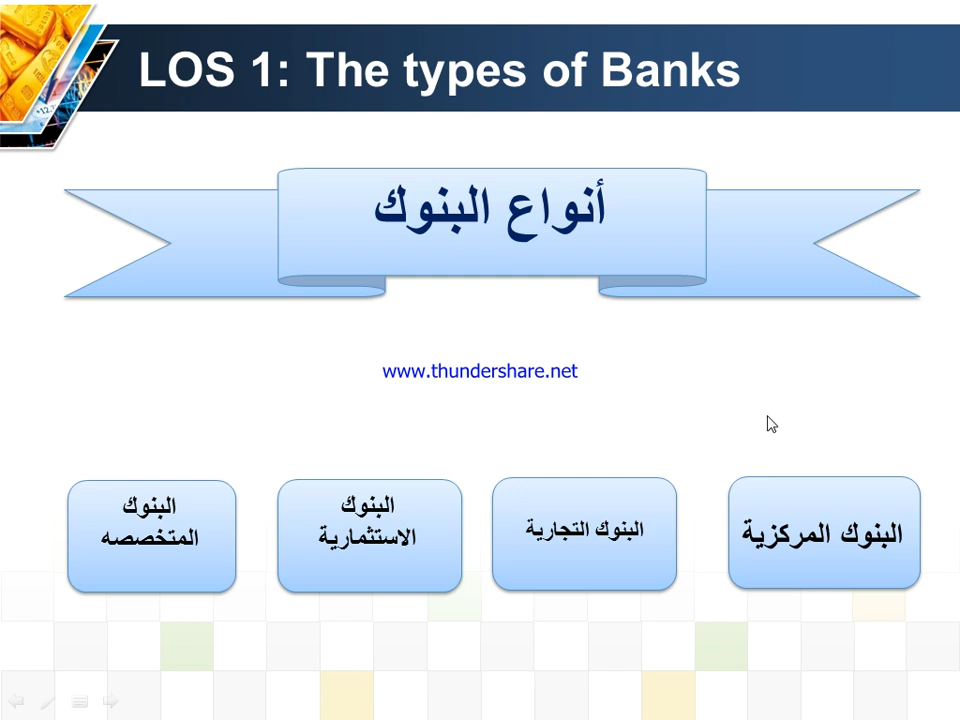 LOS 1: The types of Banks
أنواع البنوك
www.thundershare.net
البنوك المركزية
البنوك التجارية
البنوك
الاستثمارية
البنوك
المتخصصه